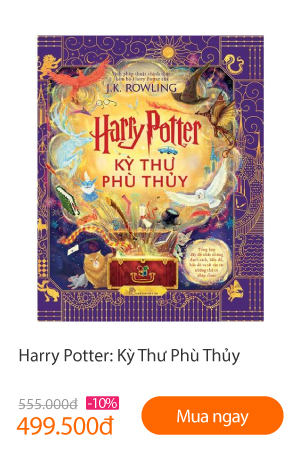 J.K. ROWLING
Harry Potter
KỲ THƯ
PHÙ THỦY
Harry Potter: Kỳ Thư Phù Thủy
555.000đ -10%
499.500đ
Mua ngay